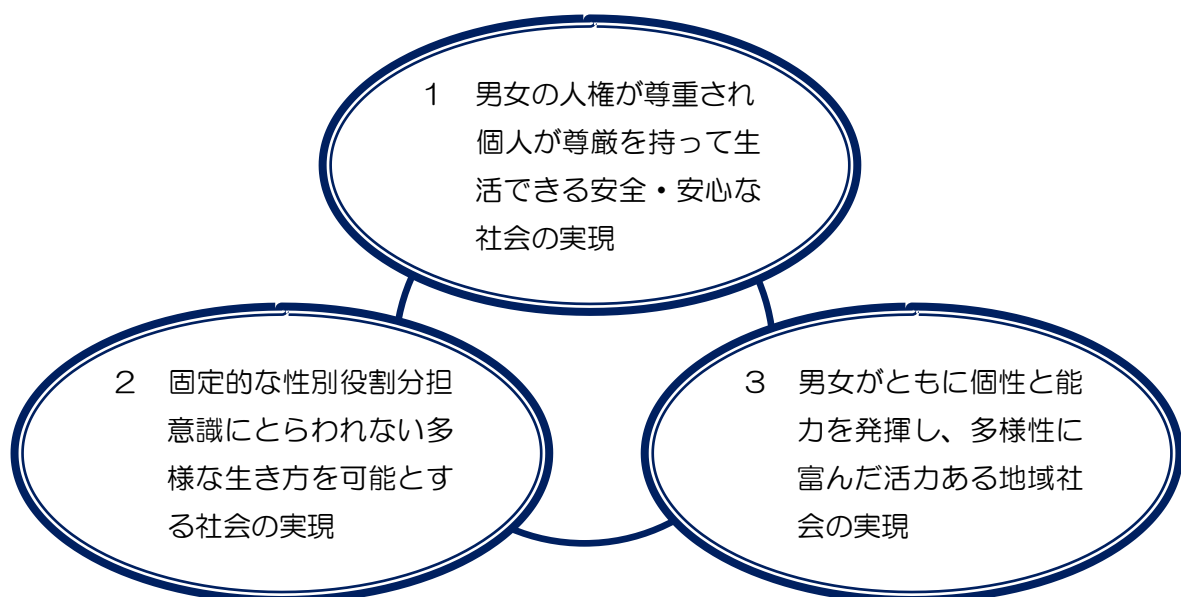 １　男女の人権が尊重され
個人が尊厳を持って生
活できる安全・安心な
社会の実現
２　固定的な性別役割分担
意識にとらわれない多
様な生き方を可能とす
る社会の実現
３　男女がともに個性と能
力を発揮し、多様性に
富んだ活力ある地域社
会の実現